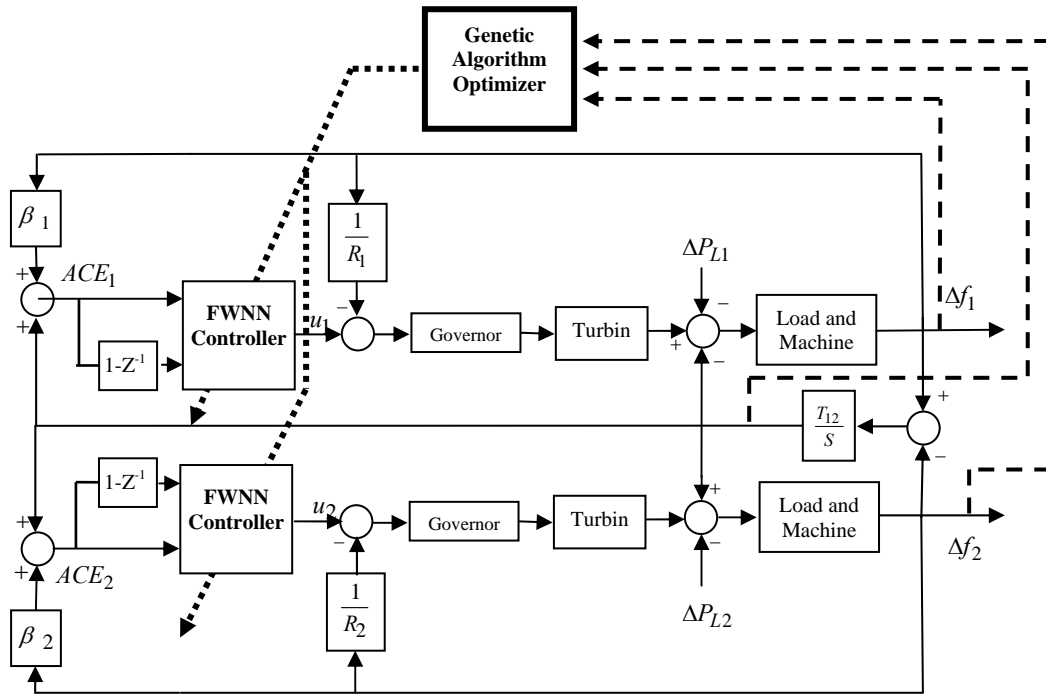 Genetic
Algorithm
Optimizer
β 1
1
R1
ΔPL1
+
ACE1
+
FWNN
Controller
u1
−
Governor
Turbin
+
−
−
Load and
Machine
Δf1
1-Z-1
T12
S
+
−
1-Z-1
FWNN
Controller
u2
−
Governor
Turbin
+
−
Load and
Machine
Δf2
+
+
ACE2
β 2
1
R2
ΔPL2